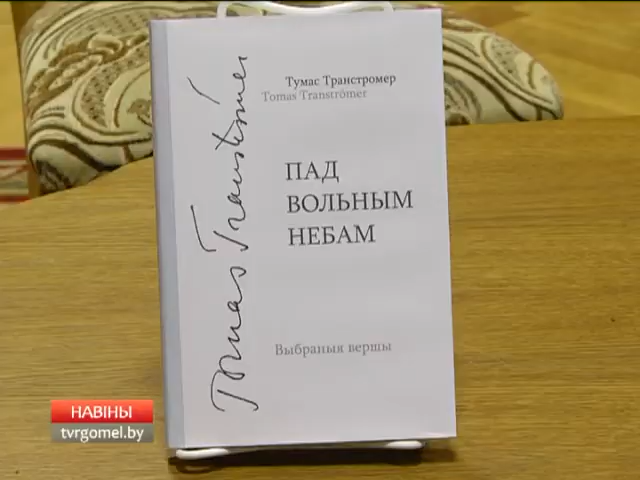 Тумас Транстромер
Tomas Tranströmer
Tomas Tranströmer
ПАД
ВОЛЬНЫМ
НЕБАМ
Выбраныя вершы
НАВІНЫ
tvrgomel.by